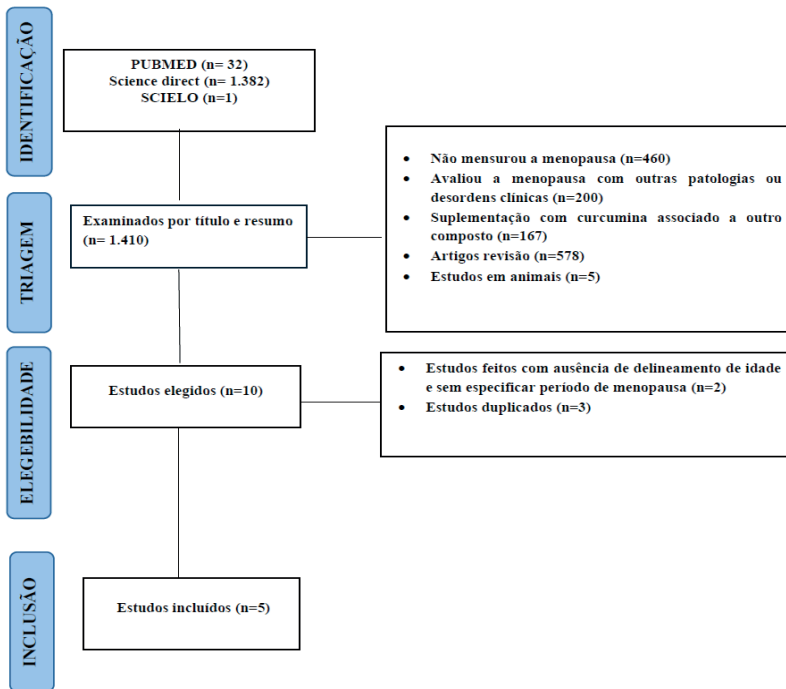 IDENTIFICAÇÃO
PUBMED (n= 32)
Science direct (n= 1.382)
SCIELO (n=1)
TRIAGEM
Examinados por título e resumo
(n= 1.410)
• Não mensurou a menopausa (n=460)
• Avaliou a menopausa com outras patologias ou
desordens clínicas (n=200)
• Suplementação com curcumina associado a outro
composto (n=167)
• Artigos revisão (n=578)
• Estudos em animais (n=5)
ELEGEBILIDADE
Estudos elegidos (n=10)
• Estudos feitos com ausência de delineamento de idade
e sem especificar período de menopausa (n=2)
• Estudos duplicados (n=3)
INCLUSÃO
Estudos incluídos (n=5)